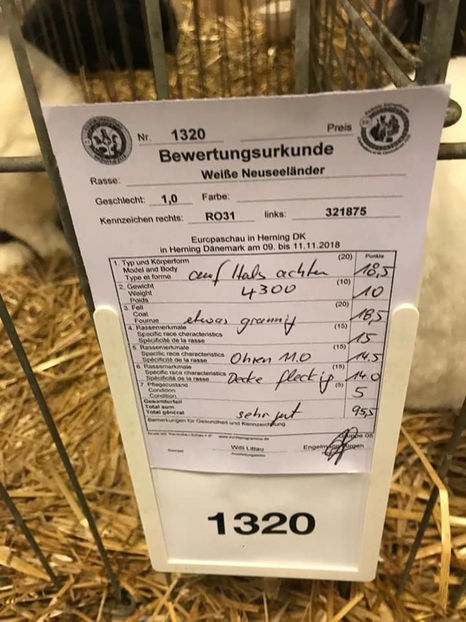 Nr. 1320 Preis
Bewertungsurkunde
Rasse: Weiße Neuseeländer
Geschlecht: 1,0 Farbe:
Kennzeichen rechts: RO31 links: 321875
Europaschau in Herning DK
in Herning Dänemark am 09. bis 11.11.2018
1. Typ und Körperform (20) Punkte
Model and Body auf Hals achten 18,5
Type et forme
2. Gewicht (10)
Weight 4300 10
Poids
3. Fell (20)
Coat etwas grannig 18,5
Fourrue
4. Rassemerkmale (15)
Specific race characteristics 15
Spécificité de la rasse
5. Rassemerkmale (15)
Specific race characteristics Ohren 11.0 14,5
Spécificité de la rasse
6. Rassemerkmale (15)
Specific race characteristics Decke fleckig 14.0
Spécificité de la rasse
7. Pflegezustand (5)
Condition 5
Condition
Gesamturteil
Total sum sehr gut 95,5
Total général
Bemerkungen für Gesundheit und Kennzeichnung
Willi Littau Engelmann
1320